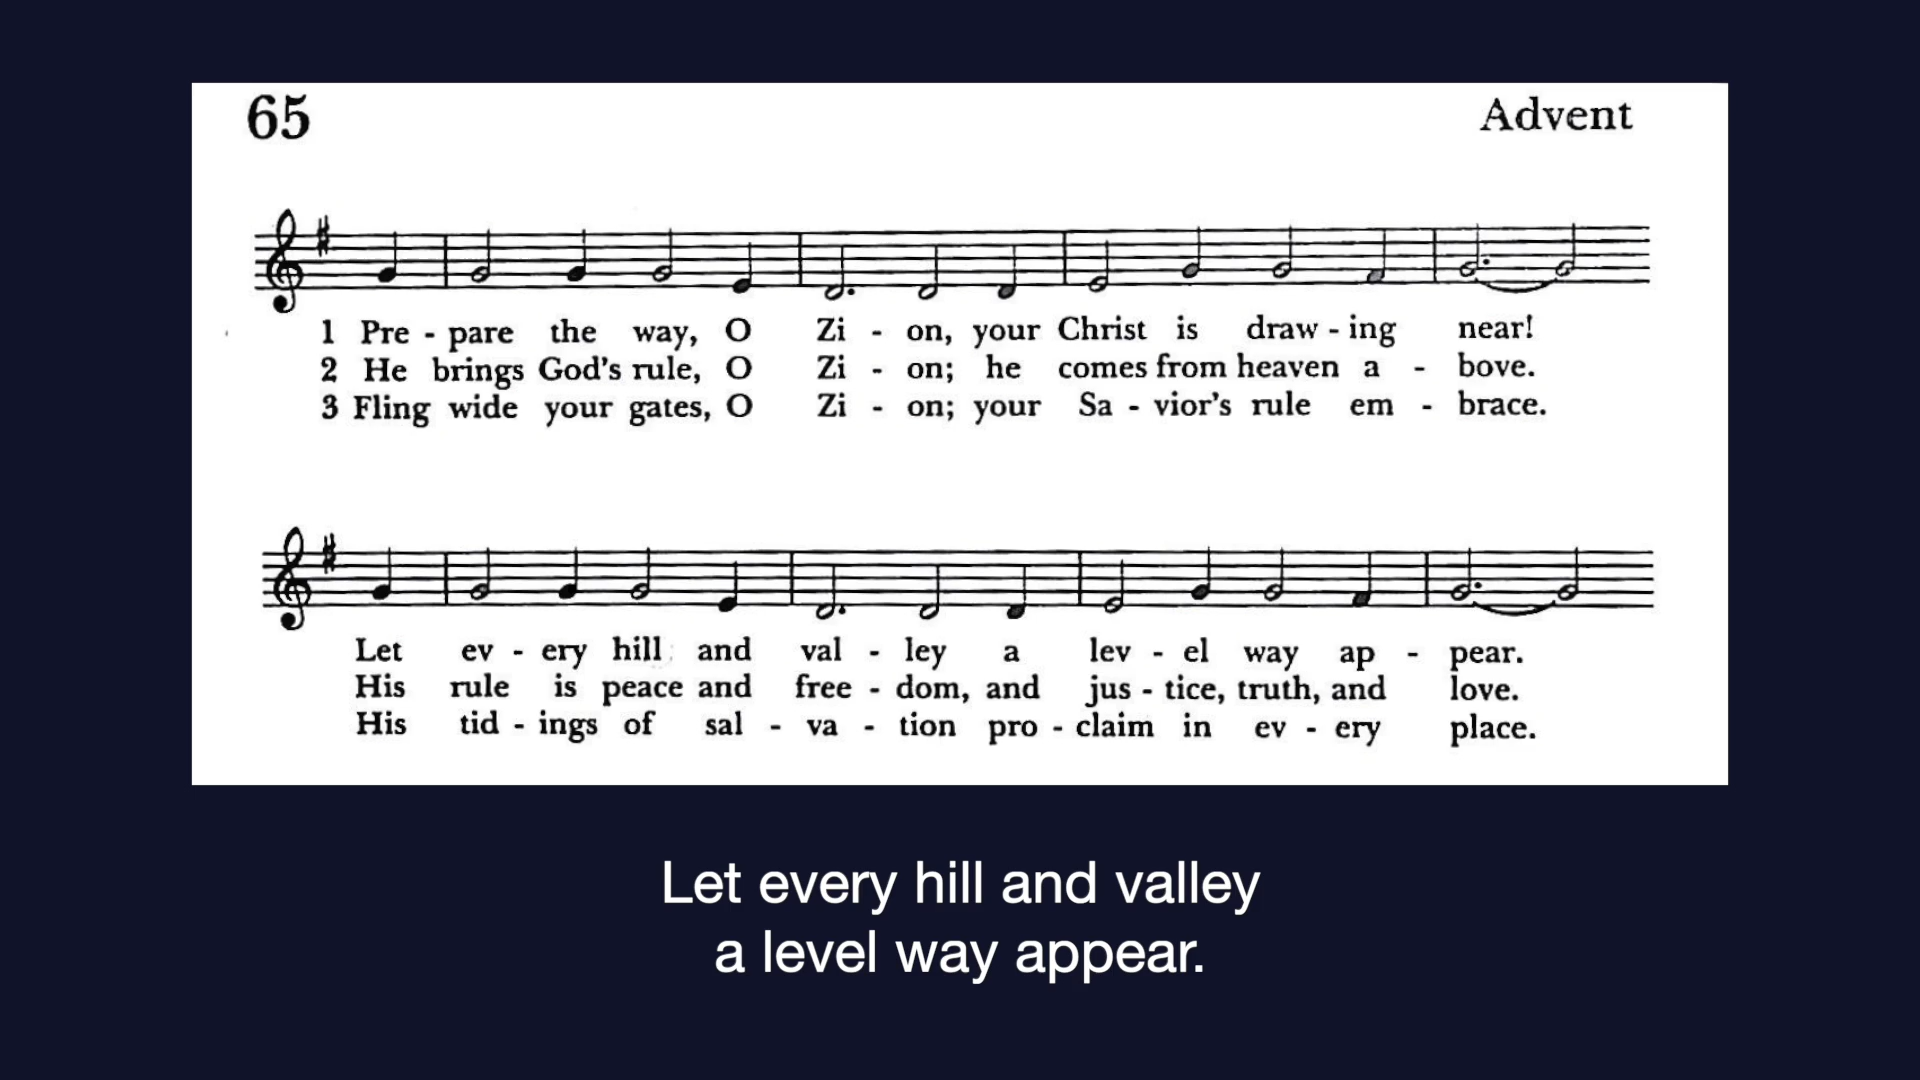 65
Advent
1 Pre - pare the way, O Zi - on, your Christ is draw - ing near!
2 He brings God's rule, O Zi - on; he comes from heaven a - bove.
3 Fling wide your gates, O Zi - on; your Sa - vior's rule em - brace.
Let ev - ery hill and val - ley a lev - el way ap - pear.
His rule is peace and free - dom, and jus - tice, truth, and love.
His tid - ings of sal - va - tion pro - claim in ev - ery place.
Let every hill and valley
a level way appear.